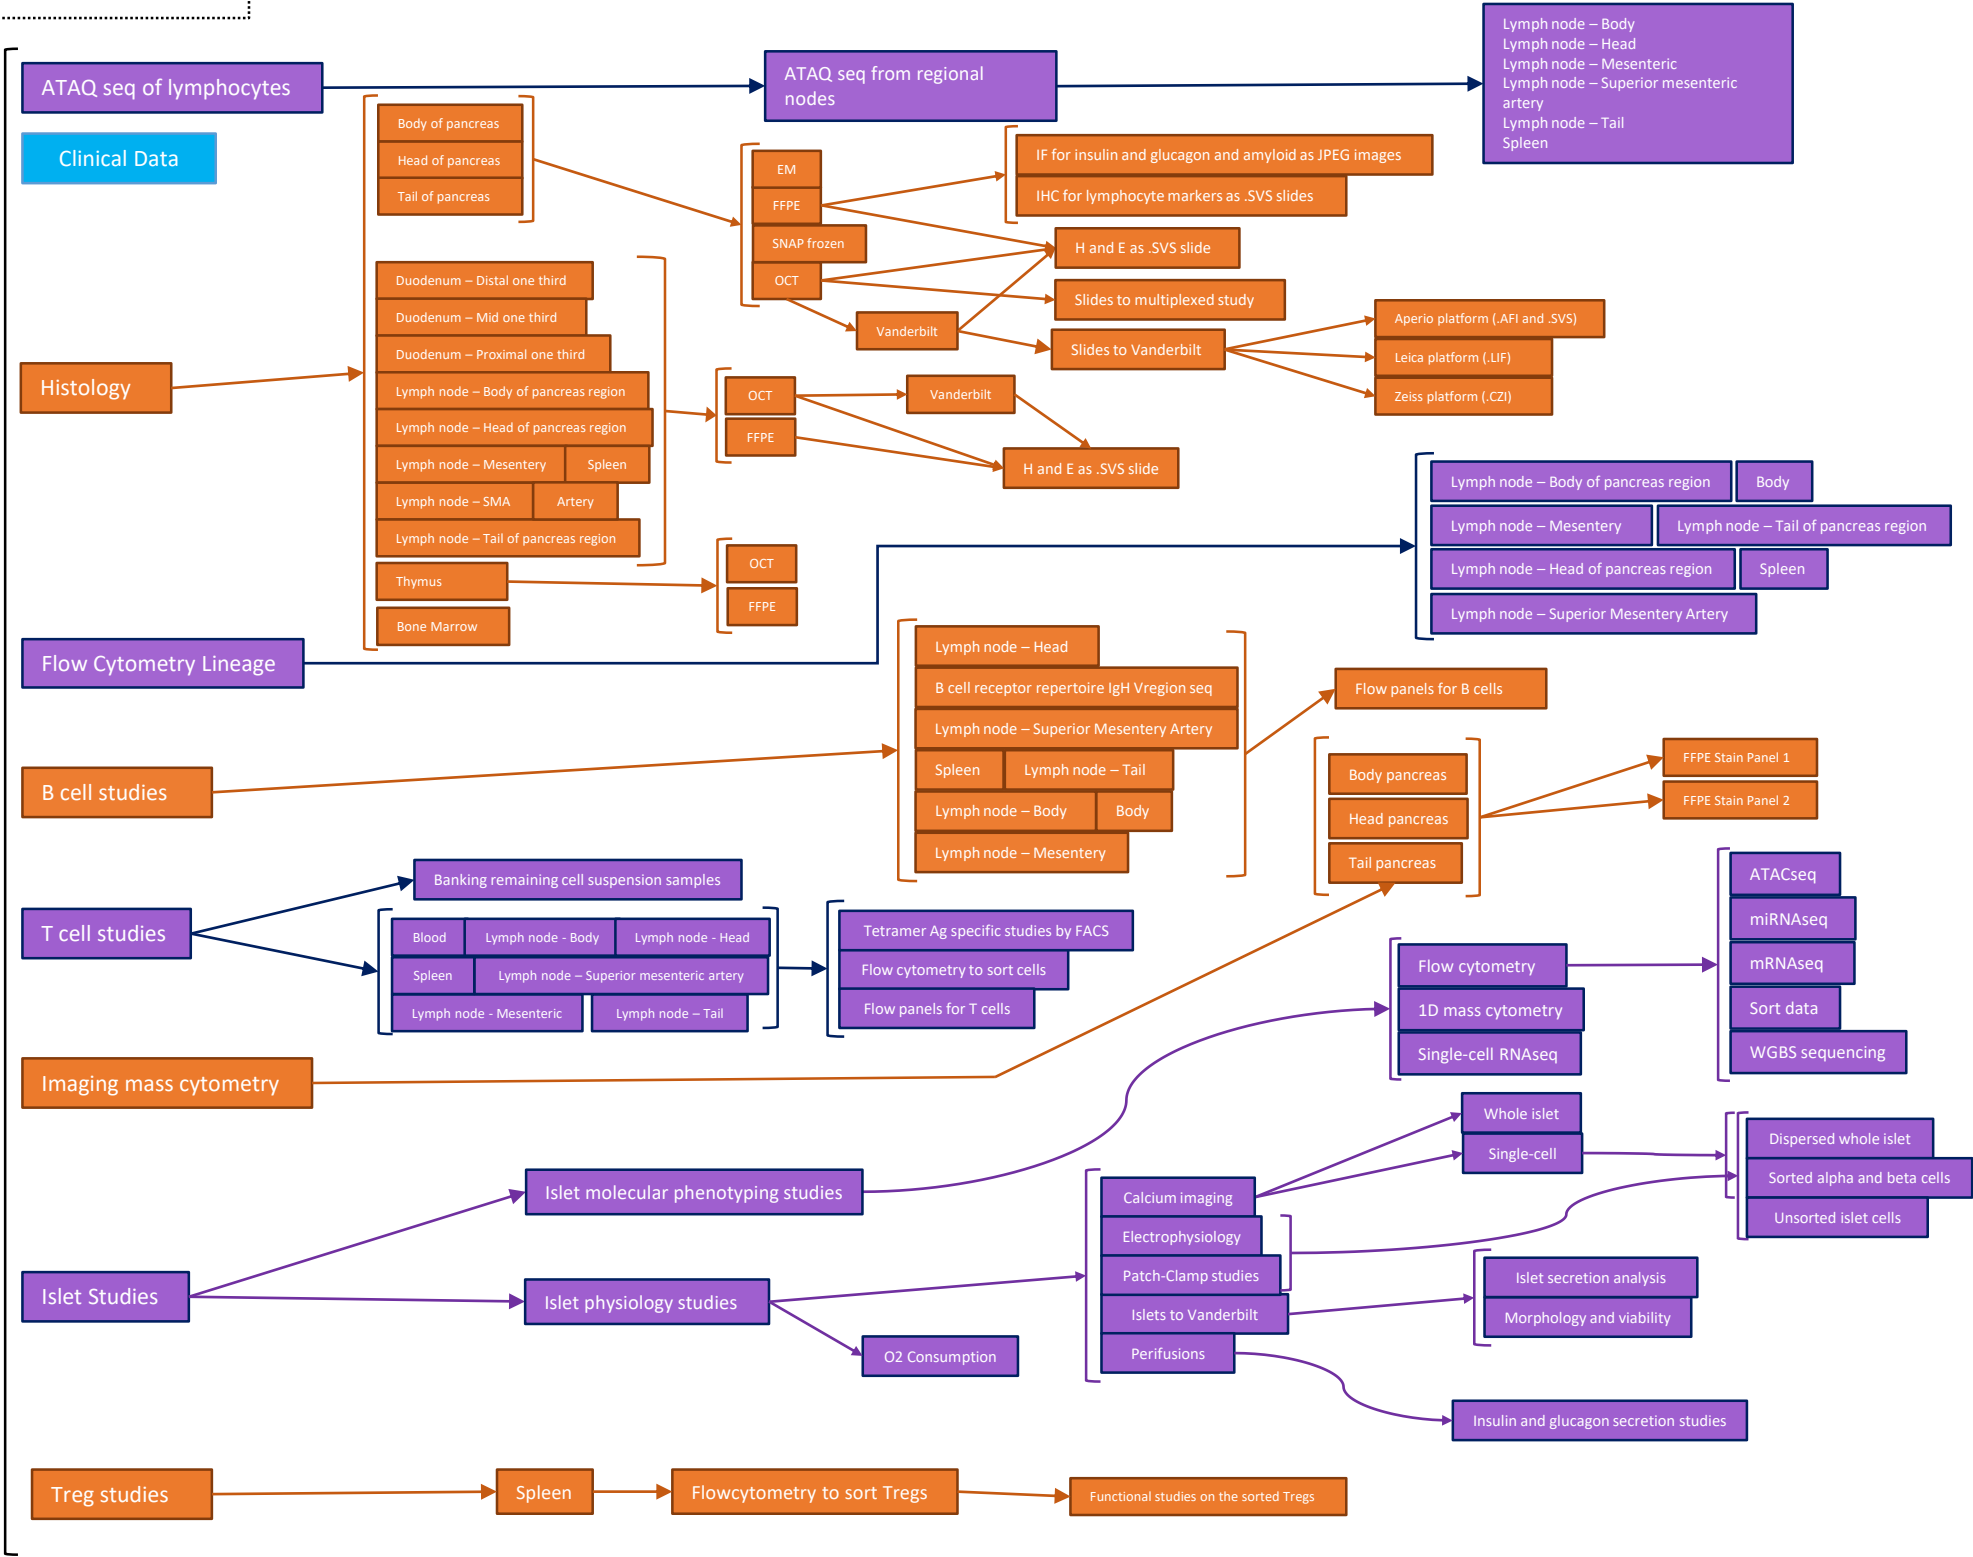 Lymph node – Body
Lymph node – Head
Lymph node – Mesenteric
Lymph node – Superior mesenteric
artery
Lymph node – Tail
Spleen
ATAQ seq of lymphocytes
ATAQ seq from regional
nodes
Clinical Data
Body of pancreas
Head of pancreas
Tail of pancreas
EM
FFPE
SNAP frozen
OCT
IF for insulin and glucagon and amyloid as JPEG images
IHC for lymphocyte markers as .SVS slides
H and E as .SVS slide
Slides to multiplexed study
Vanderbilt
Slides to Vanderbilt
Aperio platform (.AFI and .SVS)
Leica platform (.LIF)
Zeiss platform (.CZI)
Histology
Duodenum – Distal one third
Duodenum – Mid one third
Duodenum – Proximal one third
Lymph node – Body of pancreas region
Lymph node – Head of pancreas region
Lymph node – Mesentery
Spleen
Lymph node – SMA
Artery
Lymph node – Tail of pancreas region
OCT
FFPE
Vanderbilt
H and E as .SVS slide
Thymus
Bone Marrow
OCT
FFPE
Flow Cytometry Lineage
Lymph node – Body of pancreas region
Body
Lymph node – Mesentery
Lymph node – Tail of pancreas region
Lymph node – Head of pancreas region
Spleen
Lymph node – Superior Mesentery Artery
B cell studies
Lymph node – Head
B cell receptor repertoire IgH Vregion seq
Lymph node – Superior Mesentery Artery
Spleen
Lymph node – Tail
Lymph node – Body
Body
Lymph node – Mesentery
Flow panels for B cells
Body pancreas
Head pancreas
Tail pancreas
FFPE Stain Panel 1
FFPE Stain Panel 2
T cell studies
Banking remaining cell suspension samples
Blood
Lymph node - Body
Lymph node - Head
Spleen
Lymph node – Superior mesenteric artery
Lymph node - Mesenteric
Lymph node – Tail
Tetramer Ag specific studies by FACS
Flow cytometry to sort cells
Flow panels for T cells
Imaging mass cytometry
Flow cytometry
1D mass cytometry
Single-cell RNAseq
ATACseq
miRNAseq
mRNAseq
Sort data
WGBS sequencing
Islet Studies
Islet molecular phenotyping studies
Islet physiology studies
O2 Consumption
Calcium imaging
Electrophysiology
Patch-Clamp studies
Islets to Vanderbilt
Perifusions
Whole islet
Single-cell
Dispersed whole islet
Sorted alpha and beta cells
Unsorted islet cells
Islet secretion analysis
Morphology and viability
Insulin and glucagon secretion studies
Treg studies
Spleen
Flowcytometry to sort Tregs
Functional studies on the sorted Tregs